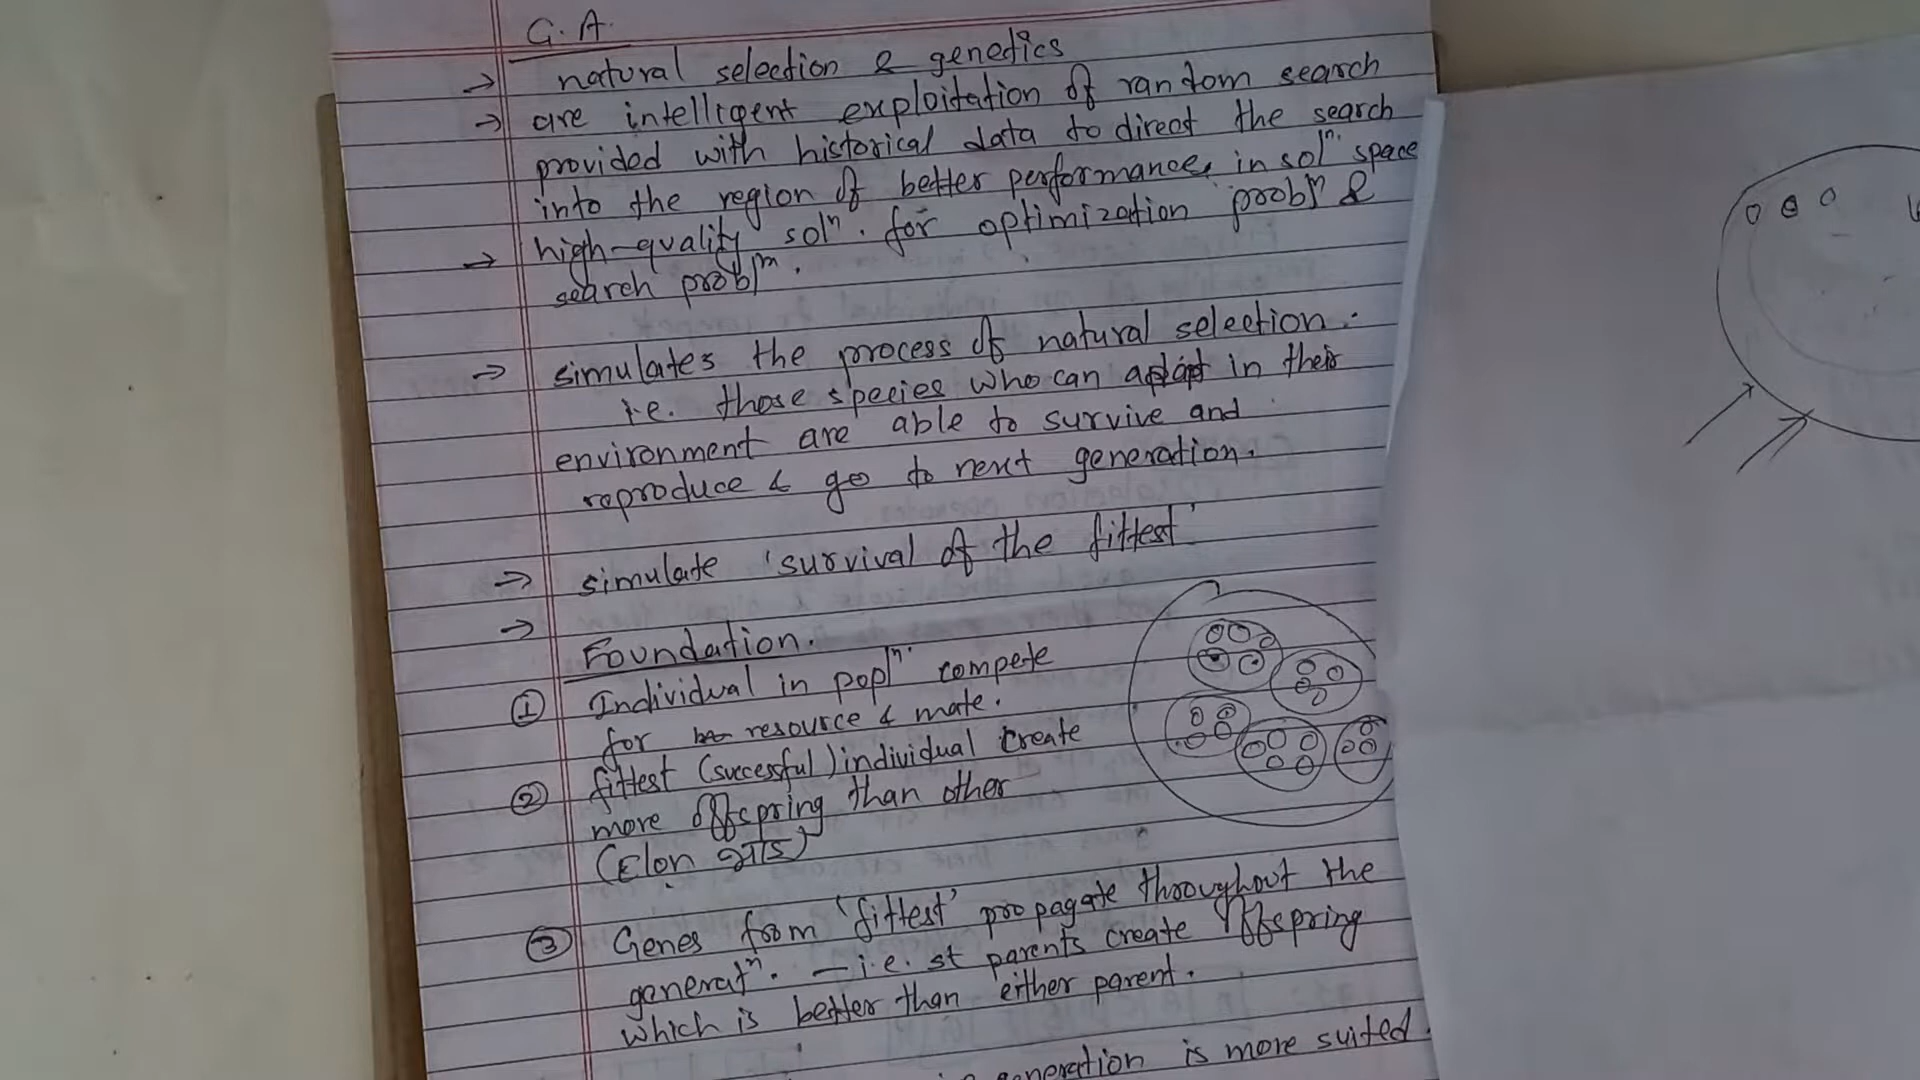 G.A.
→ natural selection & genetics
→ are intelligent exploitation of random search
provided with historical data to direct the search
into the region of better performance, in solⁿ. space
→ high-quality solⁿ. for optimization problⁿ &
search problᵐ.
→ simulates the process of natural selection.
i.e. those species who can adapt in their
environment are able to survive and
reproduce & go to next generation.
→ simulate 'survival of the fittest'
→ Foundation.
① Individual in poplⁿ. compete
for resource & mate.
② fittest (successful) individual create
more offspring than other
(Elon
③ Genes from 'fittest' propagate throughout the
generatⁿ. — i.e. st parents create offspring
which is better than either parent.
generation is more suited.